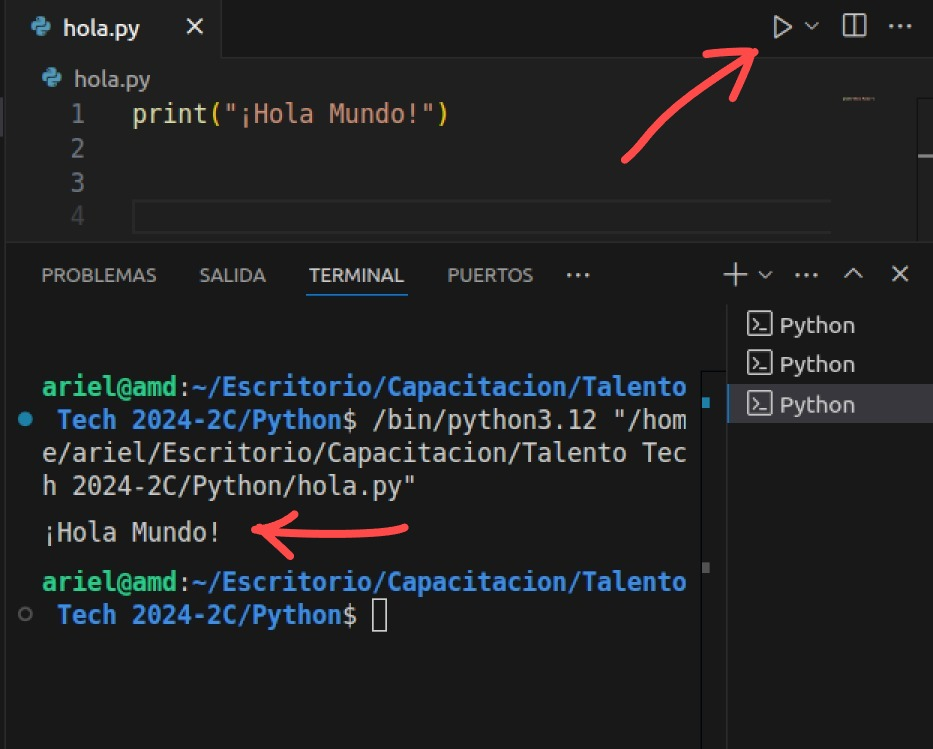 hola.py
hola.py
1 print("¡Hola Mundo!")
2
3
4
PROBLEMAS SALIDA TERMINAL PUERTOS
Python
Python
Python
ariel@amd:~/Escritorio/Capacitacion/Talento
Tech 2024-2C/Python$ /bin/python3.12 "/hom
e/ariel/Escritorio/Capacitacion/Talento Tec
h 2024-2C/Python/hola.py"
¡Hola Mundo!
ariel@amd:~/Escritorio/Capacitacion/Talento
Tech 2024-2C/Python$